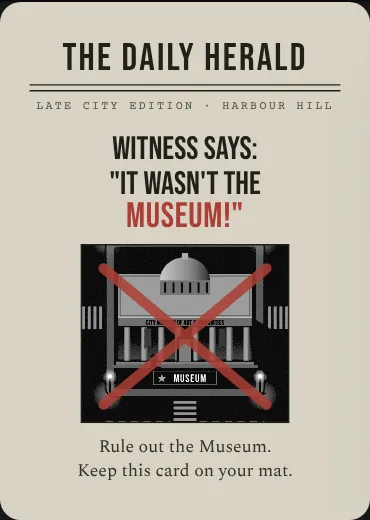 THE DAILY HERALD
LATE CITY EDITION · HARBOUR HILL
WITNESS SAYS:
"IT WASN'T THE
MUSEUM!"
★ MUSEUM
Rule out the Museum.
Keep this card on your mat.